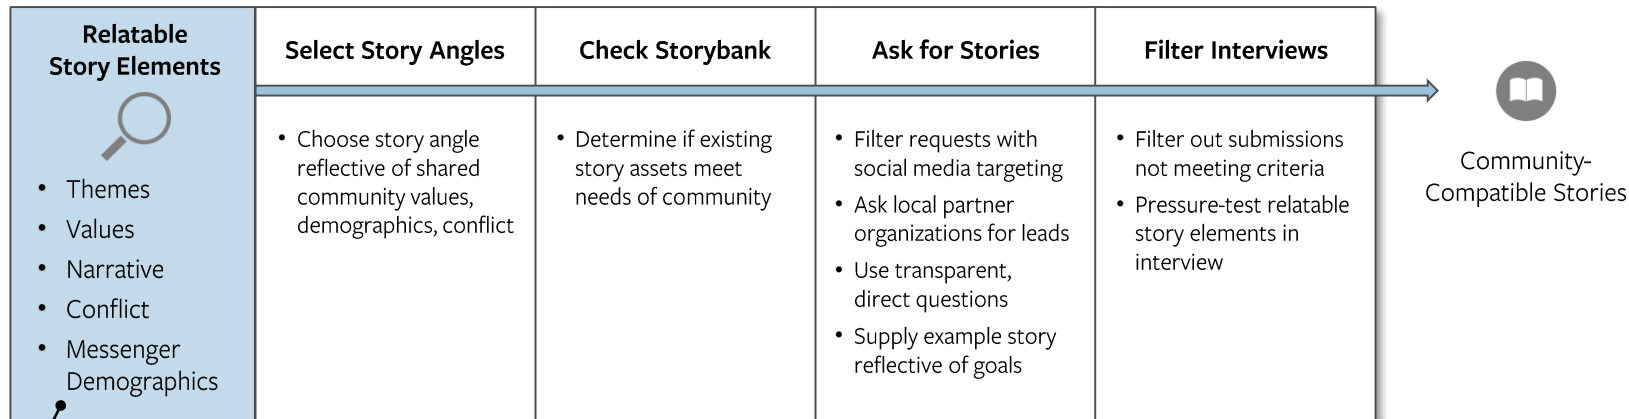 Relatable
Story Elements
• Themes
• Values
• Narrative
• Conflict
• Messenger
Demographics
Select Story Angles
• Choose story angle
reflective of shared
community values,
demographics, conflict
Check Storybank
• Determine if existing
story assets meet
needs of community
Ask for Stories
• Filter requests with
social media targeting
• Ask local partner
organizations for leads
• Use transparent,
direct questions
• Supply example story
reflective of goals
Filter Interviews
• Filter out submissions
not meeting criteria
• Pressure-test relatable
story elements in
interview
Community-
Compatible Stories